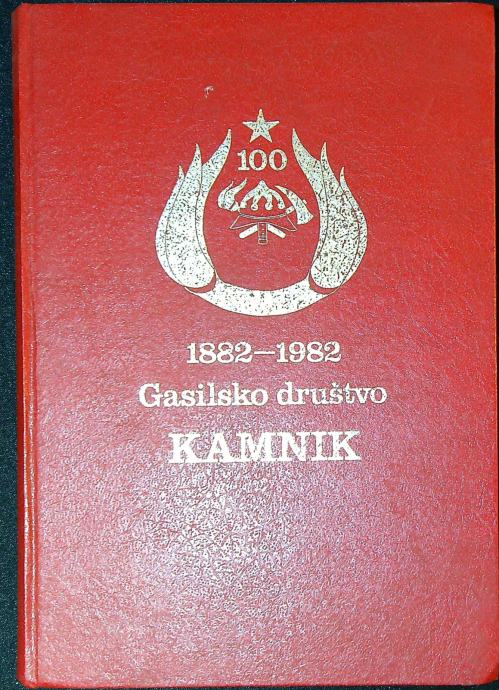 100
1882–1982
Gasilsko društvo
KAMNIK